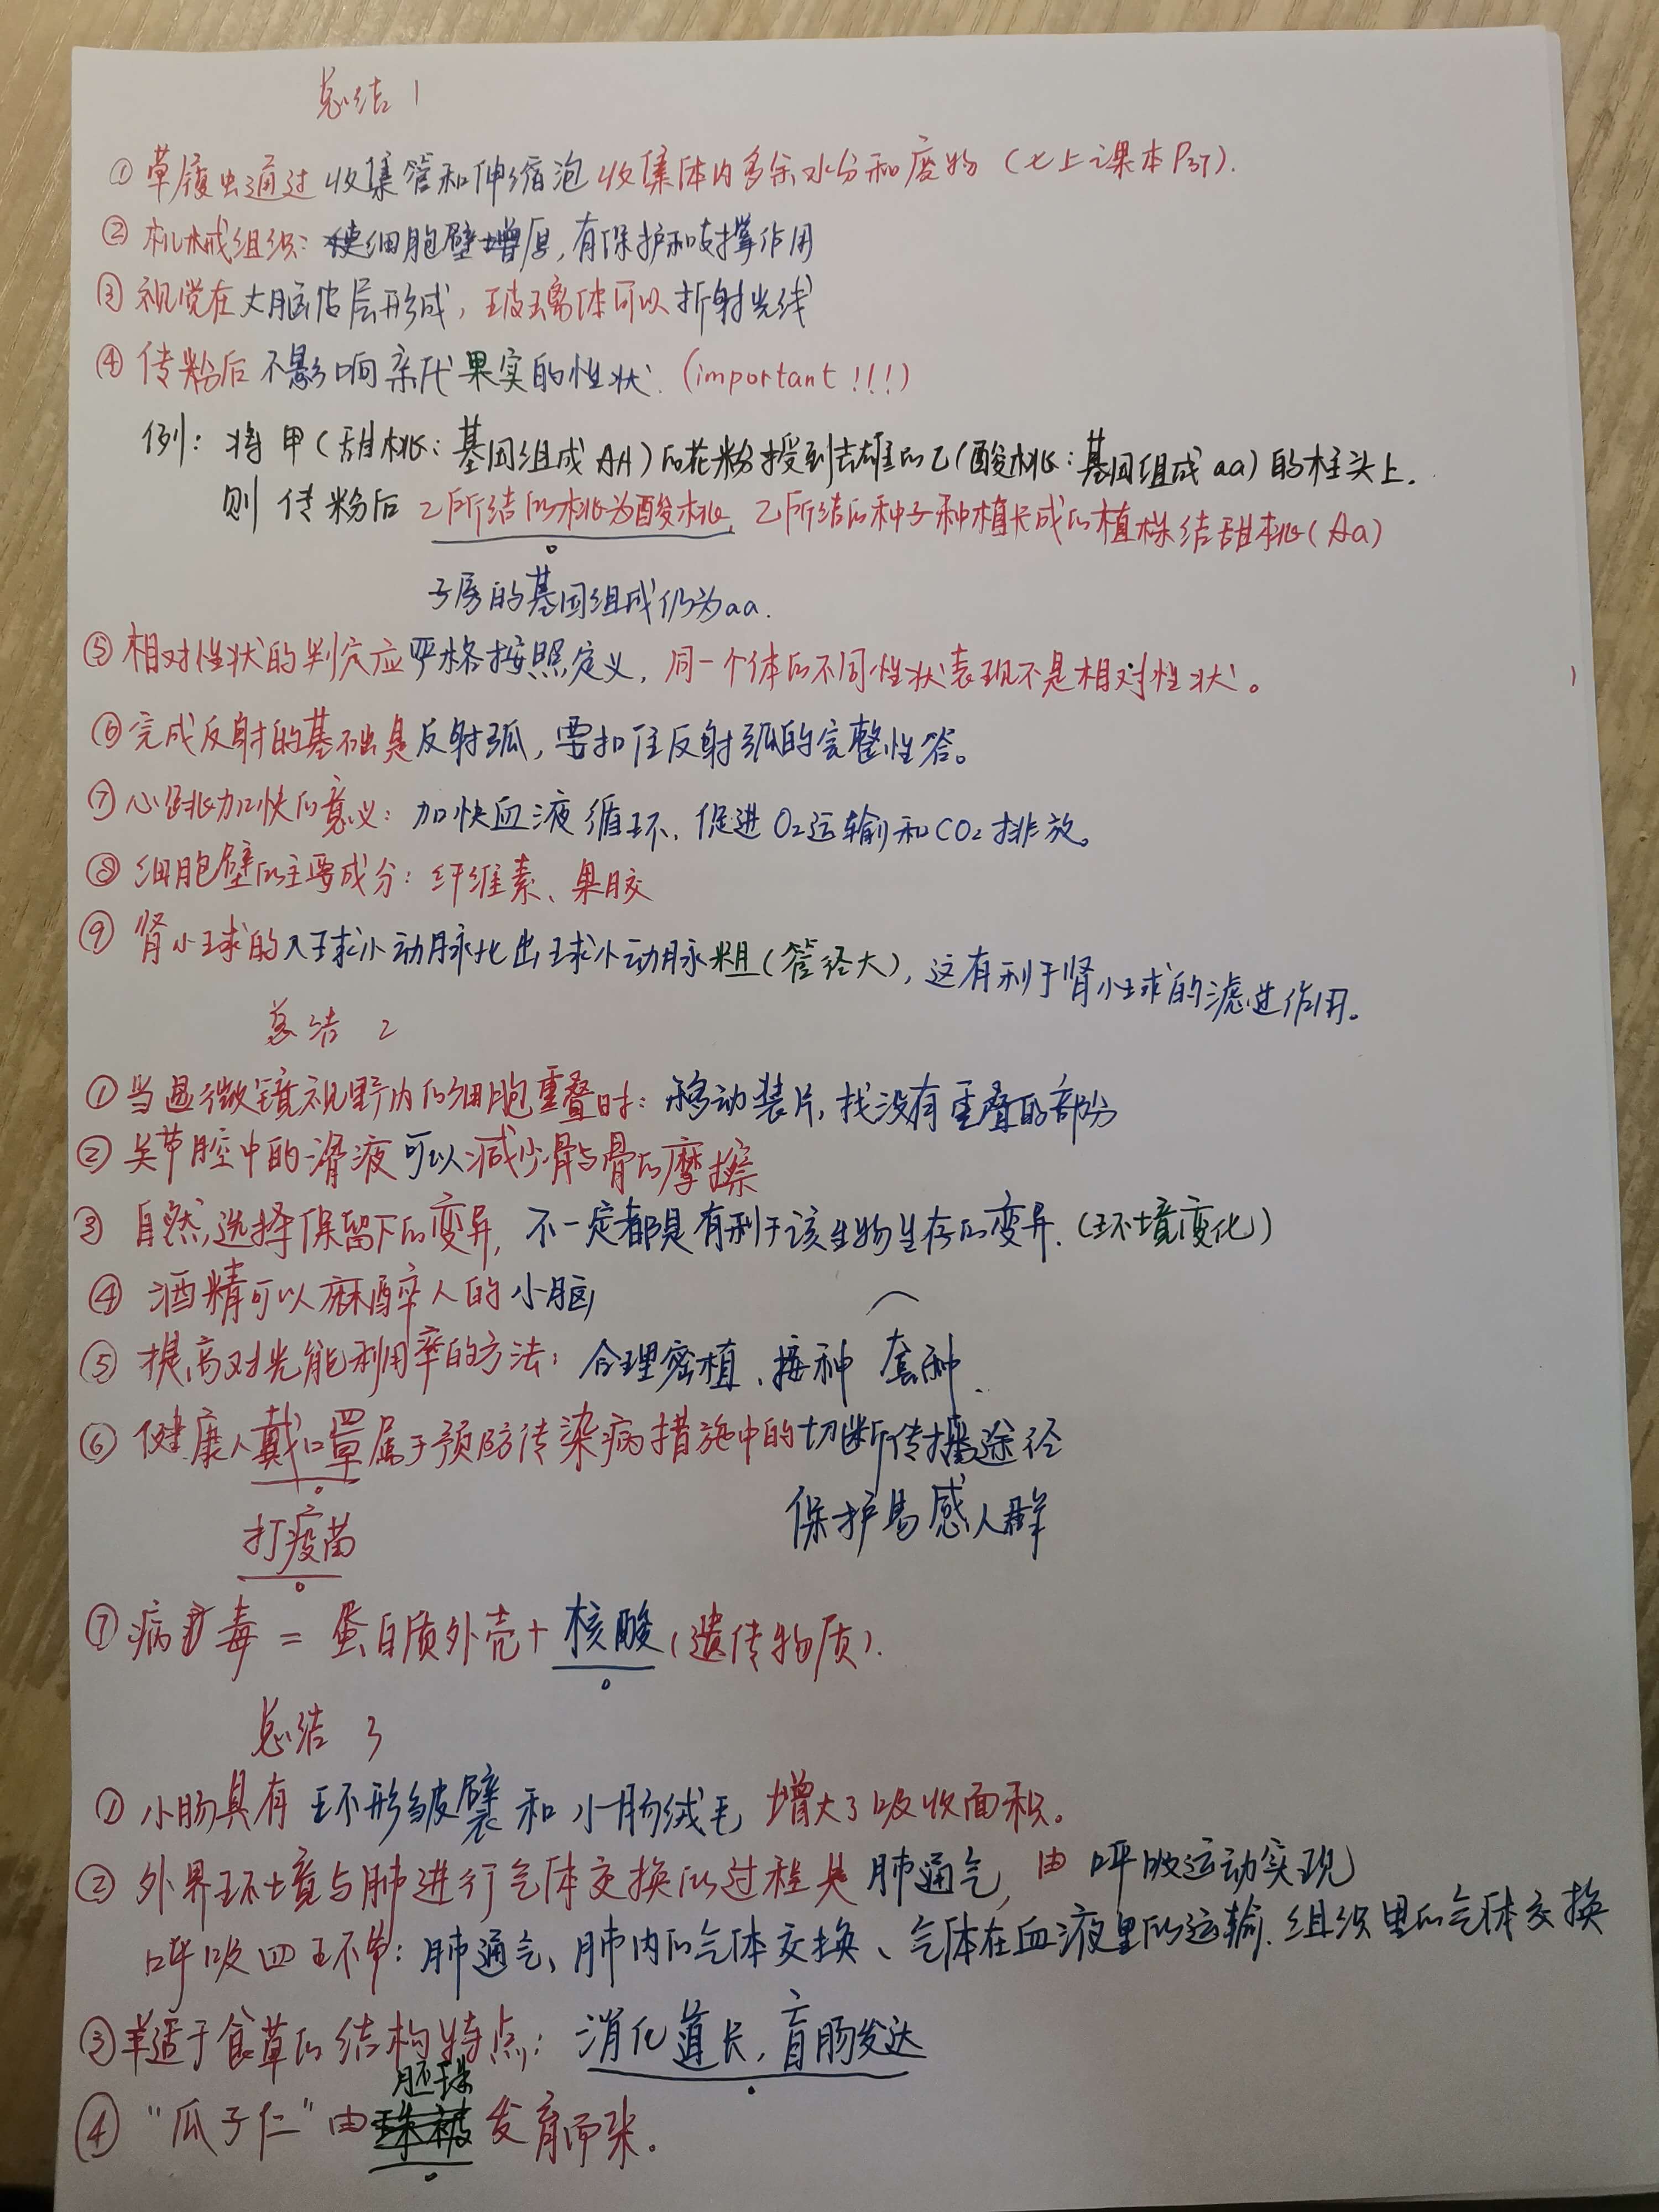 总结 1
① 草履虫通过收集管和伸缩泡收集体内多余水分和废物（七上课本P37）.
② 机械组织：使细胞壁增厚，有保护和支撑作用
③ 视觉在大脑皮层形成，玻璃体可以折射光线
④ 传粉后不影响亲代果实的性状.（important!!!）
例：将甲（甜桃：基因组成AA）的花粉授到去雄的乙（酸桃：基因组成aa）的柱头上.
则传粉后乙所结的桃为酸桃，乙所结的种子种植长成的植株结甜桃（Aa）
子房的基因组成仍为aa.
⑤ 相对性状的判定应严格按照定义，同一个体的不同性状表现不是相对性状。
⑥ 完成反射的基础是反射弧，要扣住反射弧的完整性答。
⑦ 心跳加快的意义：加快血液循环，促进O₂运输和CO₂排放。
⑧ 细胞壁的主要成分：纤维素、果胶
⑨ 肾小球的入球小动脉比出球小动脉粗（管径大），这有利于肾小球的滤过作用。
总结 2
① 当显微镜视野内的细胞重叠时：移动装片，找没有重叠的部分
② 关节腔中的滑液可以减少骨与骨的摩擦
③ 自然选择保留下的变异，不一定都是有利于该生物生存的变异.（环境变化）
④ 酒精可以麻醉人的小脑
⑤ 提高对光能利用率的方法：合理密植、接种 套种、
⑥ 健康人戴口罩属于预防传染病措施中的切断传播途径
打疫苗 保护易感人群
⑦ 病毒 = 蛋白质外壳+核酸（遗传物质）.
总结 3
① 小肠具有环形皱襞和小肠绒毛增大了吸收面积。
② 外界环境与肺进行气体交换的过程是肺通气，由呼吸运动实现
呼吸四环节：肺通气、肺内的气体交换、气体在血液里的运输、组织里的气体交换
③ 羊适于食草的结构特点：消化道长，盲肠发达
胚珠
④ “瓜子仁”由珠被发育而来。